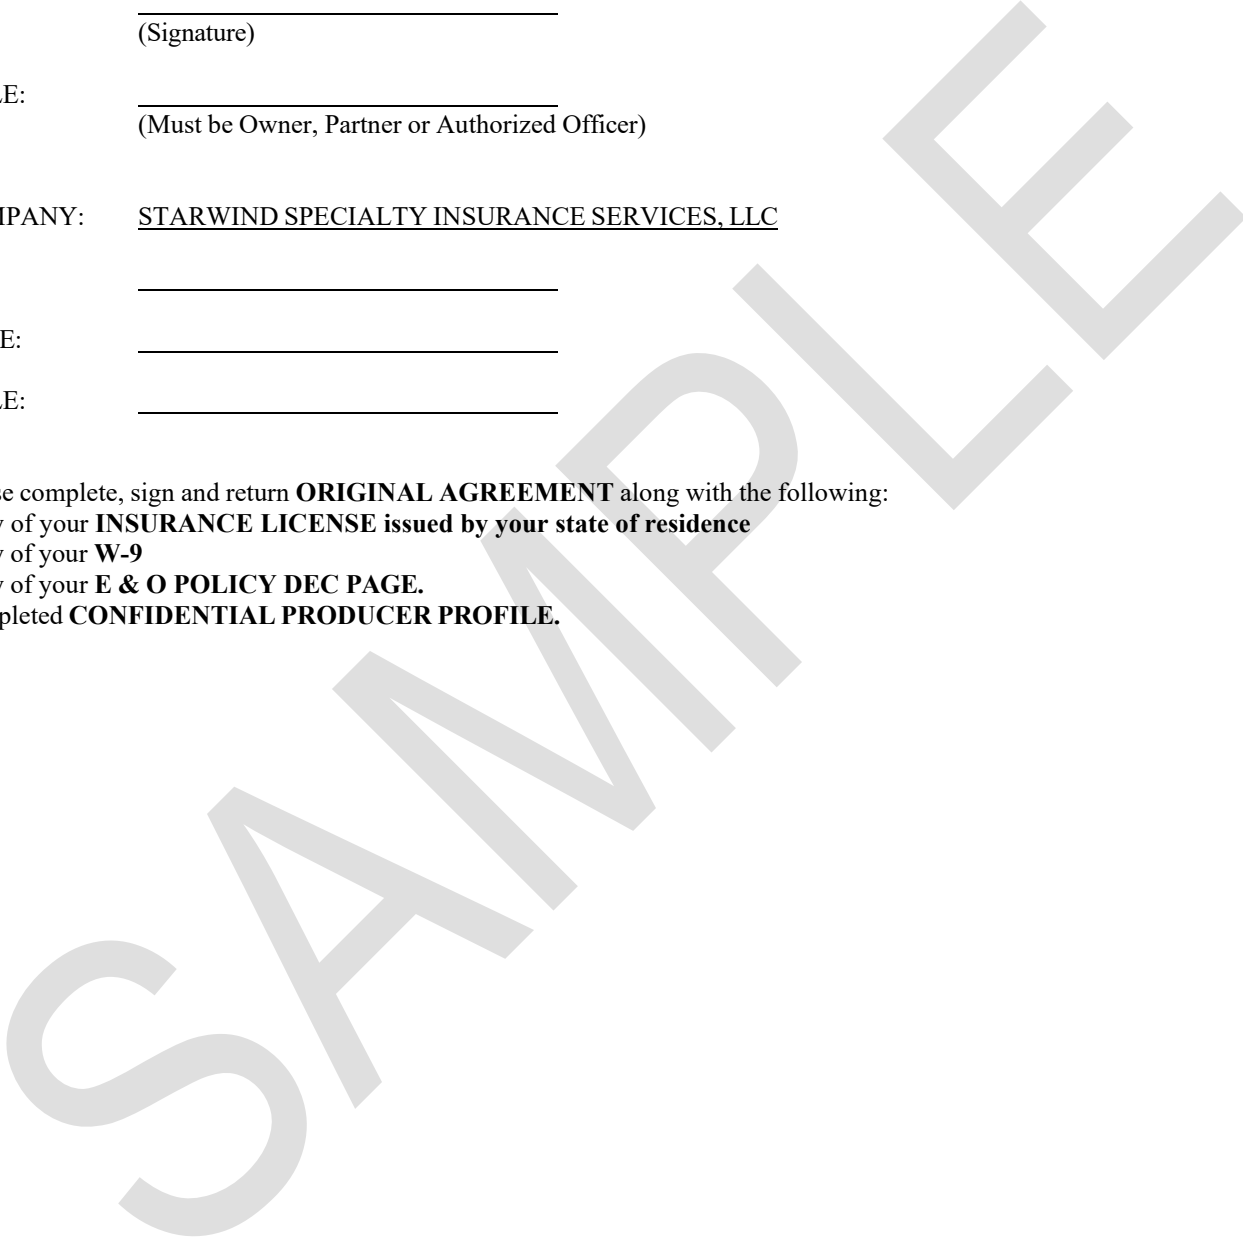 (Signature)
LE:
(Must be Owner, Partner or Authorized Officer)
MPANY: STARWIND SPECIALTY INSURANCE SERVICES, LLC
E:
LE:
se complete, sign and return ORIGINAL AGREEMENT along with the following:
y of your INSURANCE LICENSE issued by your state of residence
y of your W-9
y of your E & O POLICY DEC PAGE.
pleted CONFIDENTIAL PRODUCER PROFILE.
SAMPLE